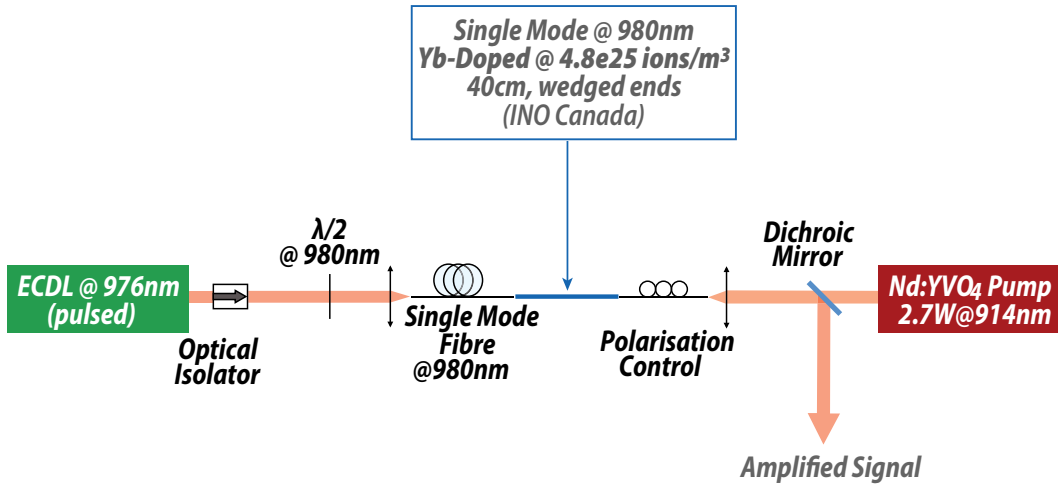 Single Mode @ 980nm
Yb-Doped @ 4.8e25 ions/m³
40cm, wedged ends
(INO Canada)
λ/2
@ 980nm
Dichroic
Mirror
ECDL @ 976nm
(pulsed)
Nd:YVO₄ Pump
2.7W@914nm
Optical
Isolator
Single Mode
Fibre
@980nm
Polarisation
Control
Amplified Signal